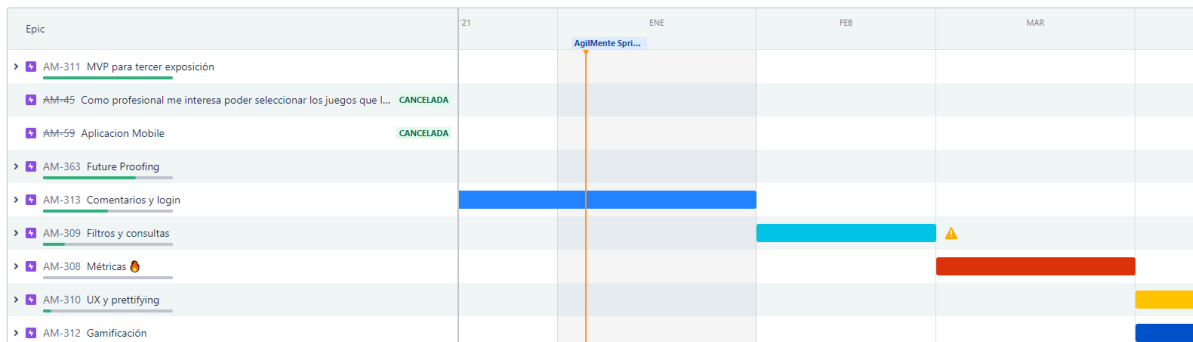 Epic
'21
ENE
FEB
MAR
AgilMente Spri...
AM-311 MVP para tercer exposición
AM-45 Como profesional me interesa poder seleccionar los juegos que l... CANCELADA
AM-59 Aplicacion Mobile CANCELADA
AM-363 Future Proofing
AM-313 Comentarios y login
AM-309 Filtros y consultas
AM-308 Métricas 🔥
AM-310 UX y prettifying
AM-312 Gamificación